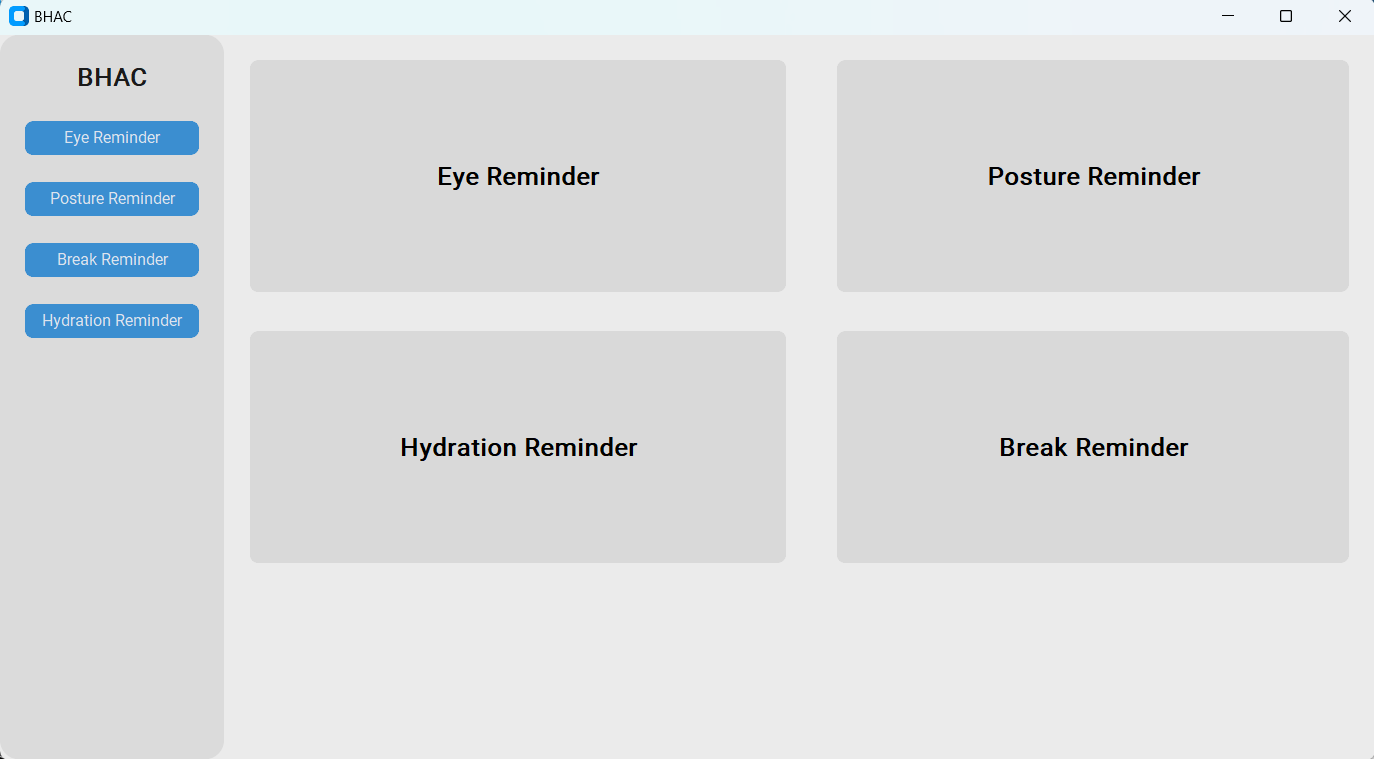 BHAC
BHAC
Eye Reminder
Posture Reminder
Break Reminder
Hydration Reminder
Eye Reminder
Posture Reminder
Hydration Reminder
Break Reminder